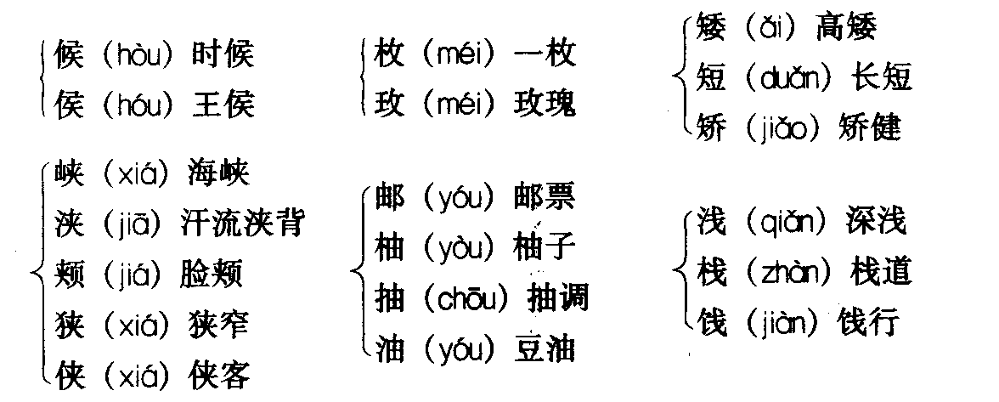 候（hòu）时候
侯（hóu）王侯
枚（méi）一枚
玫（méi）玫瑰
矮（ǎi）高矮
短（duǎn）长短
矫（jiǎo）矫健
峡（xiá）海峡
浃（jiā）汗流浃背
颊（jiá）脸颊
狭（xiá）狭窄
侠（xiá）侠客
邮（yóu）邮票
柚（yòu）柚子
抽（chōu）抽调
油（yóu）豆油
浅（qiǎn）深浅
栈（zhàn）栈道
饯（jiàn）饯行